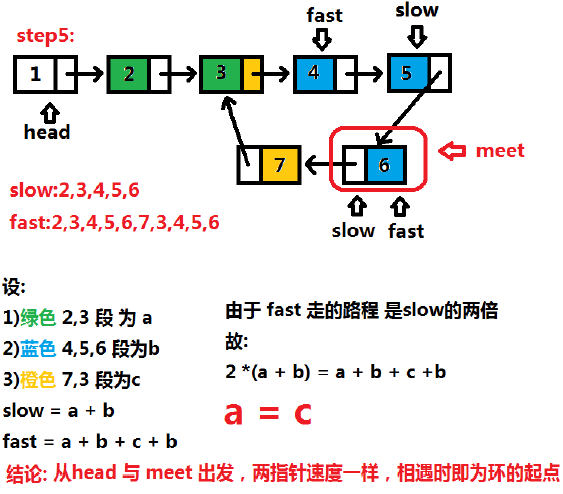 step5:
fast
slow
1
2
3
4
5
head
7
6
meet
slow
fast
slow:2,3,4,5,6
fast:2,3,4,5,6,7,3,4,5,6
设:
1)绿色 2,3 段 为 a
2)蓝色 4,5,6 段为b
3)橙色 7,3 段为c
slow = a + b
fast = a + b + c + b
由于 fast 走的路程 是slow的两倍
故:
2 *(a + b) = a + b + c +b
a = c
结论: 从head 与 meet 出发，两指针速度一样，相遇时即为环的起点